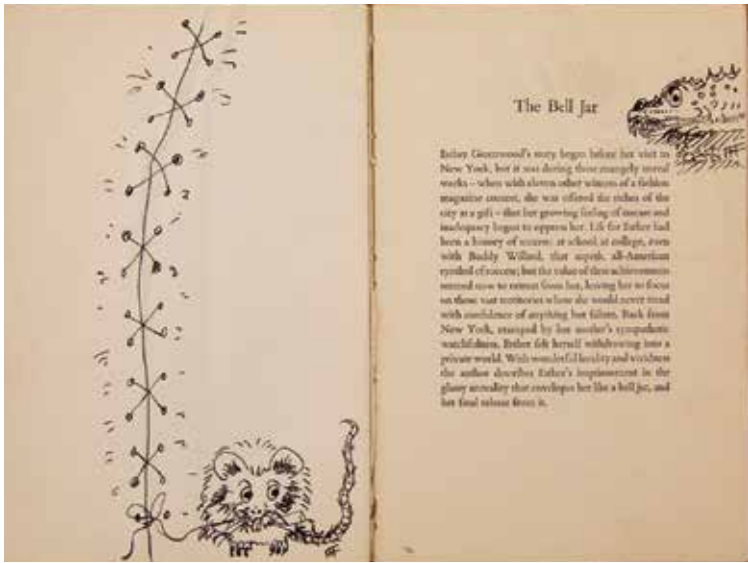 The Bell Jar
Esther Greenwood's story began before her visit to
New York, but it was during those strangely unreal
weeks – when with eleven other winners of a fashion
magazine contest, she was offered the riches of the
city as a gift – that her growing feeling of unease and
inadequacy began to oppress her. Life for Esther had
been a history of success: at school, at college, even
with Buddy Willard, that superb, all-American
symbol of success; but the value of these achievements
seemed now to retreat from her, leaving her to focus
on those vast territories where she would never tread
with confidence of anything but failure. Back from
New York, entrapped by her mother's sympathetic
watchfulness, Esther felt herself withdrawing into a
private world. With wonderful lucidity and vividness
the author describes Esther's imprisonment in the
glassy unreality that envelopes her like a bell jar, and
her final release from it.